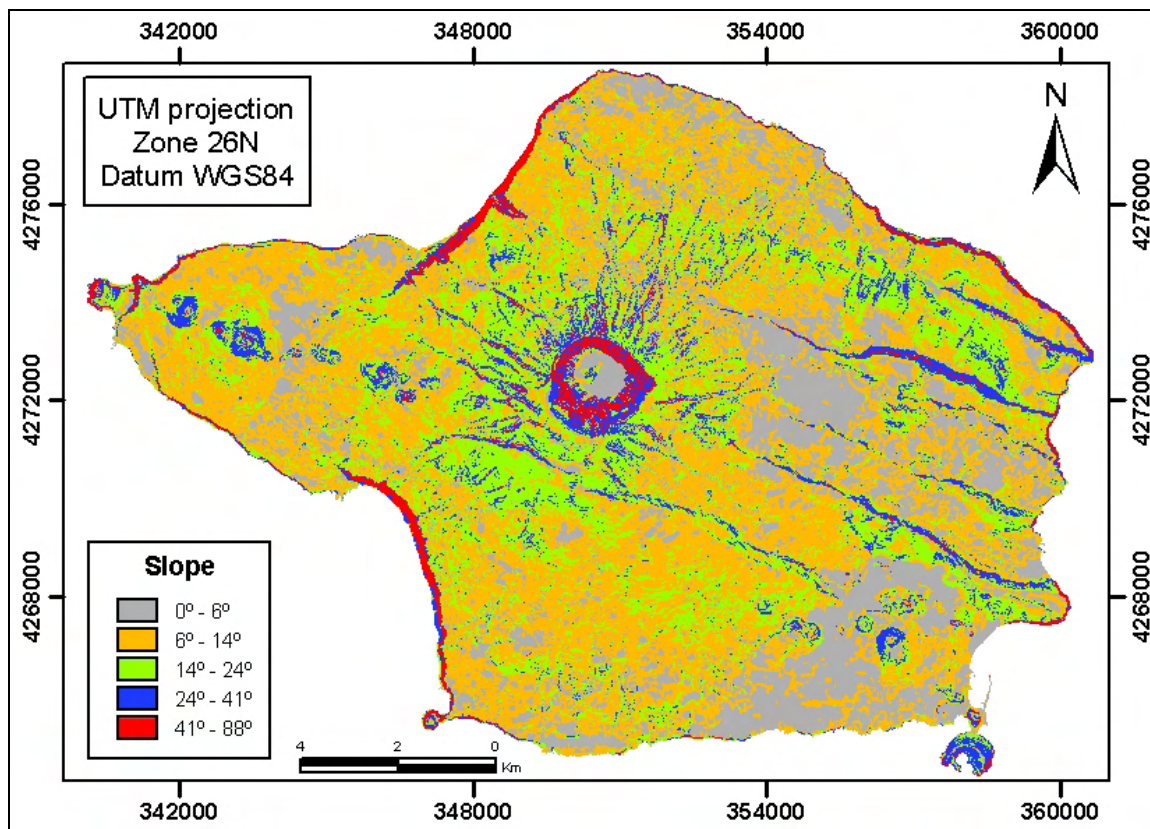 342000 348000 354000 360000
UTM projection
Zone 26N
Datum WGS84
N
4276000 4276000
4272000 4272000
4268000 4268000
Slope
0º - 6º
6º - 14º
14º - 24º
24º - 41º
41º - 88º
4 2 0
Km
342000 348000 354000 360000